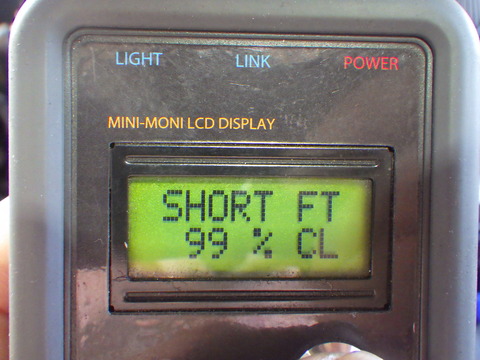 LIGHT LINK POWER
MINI-MONI LCD DISPLAY
SHORT FT
99 % CL